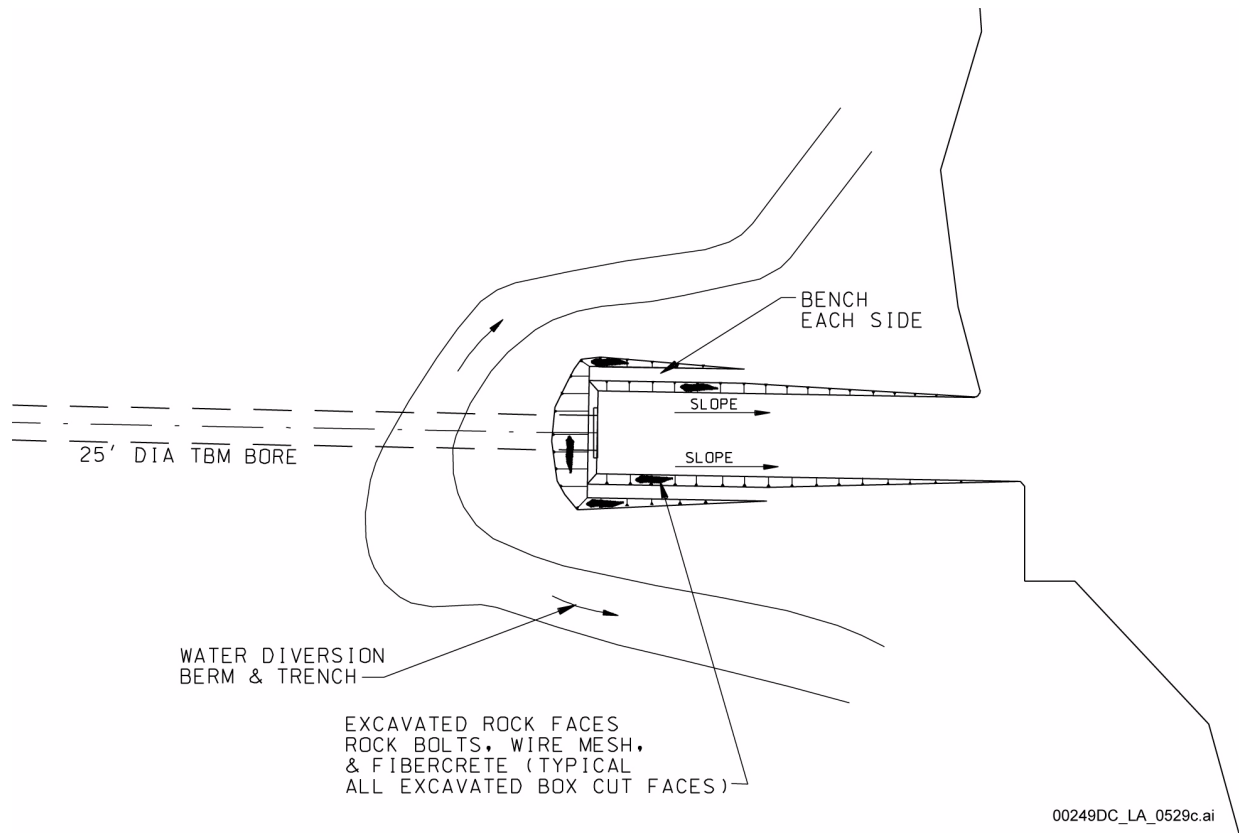 BENCH
EACH SIDE
SLOPE
25' DIA TBM BORE
SLOPE
WATER DIVERSION
BERM & TRENCH
EXCAVATED ROCK FACES
ROCK BOLTS, WIRE MESH,
& FIBERCRETE (TYPICAL
ALL EXCAVATED BOX CUT FACES)
00249DC_LA_0529c.ai